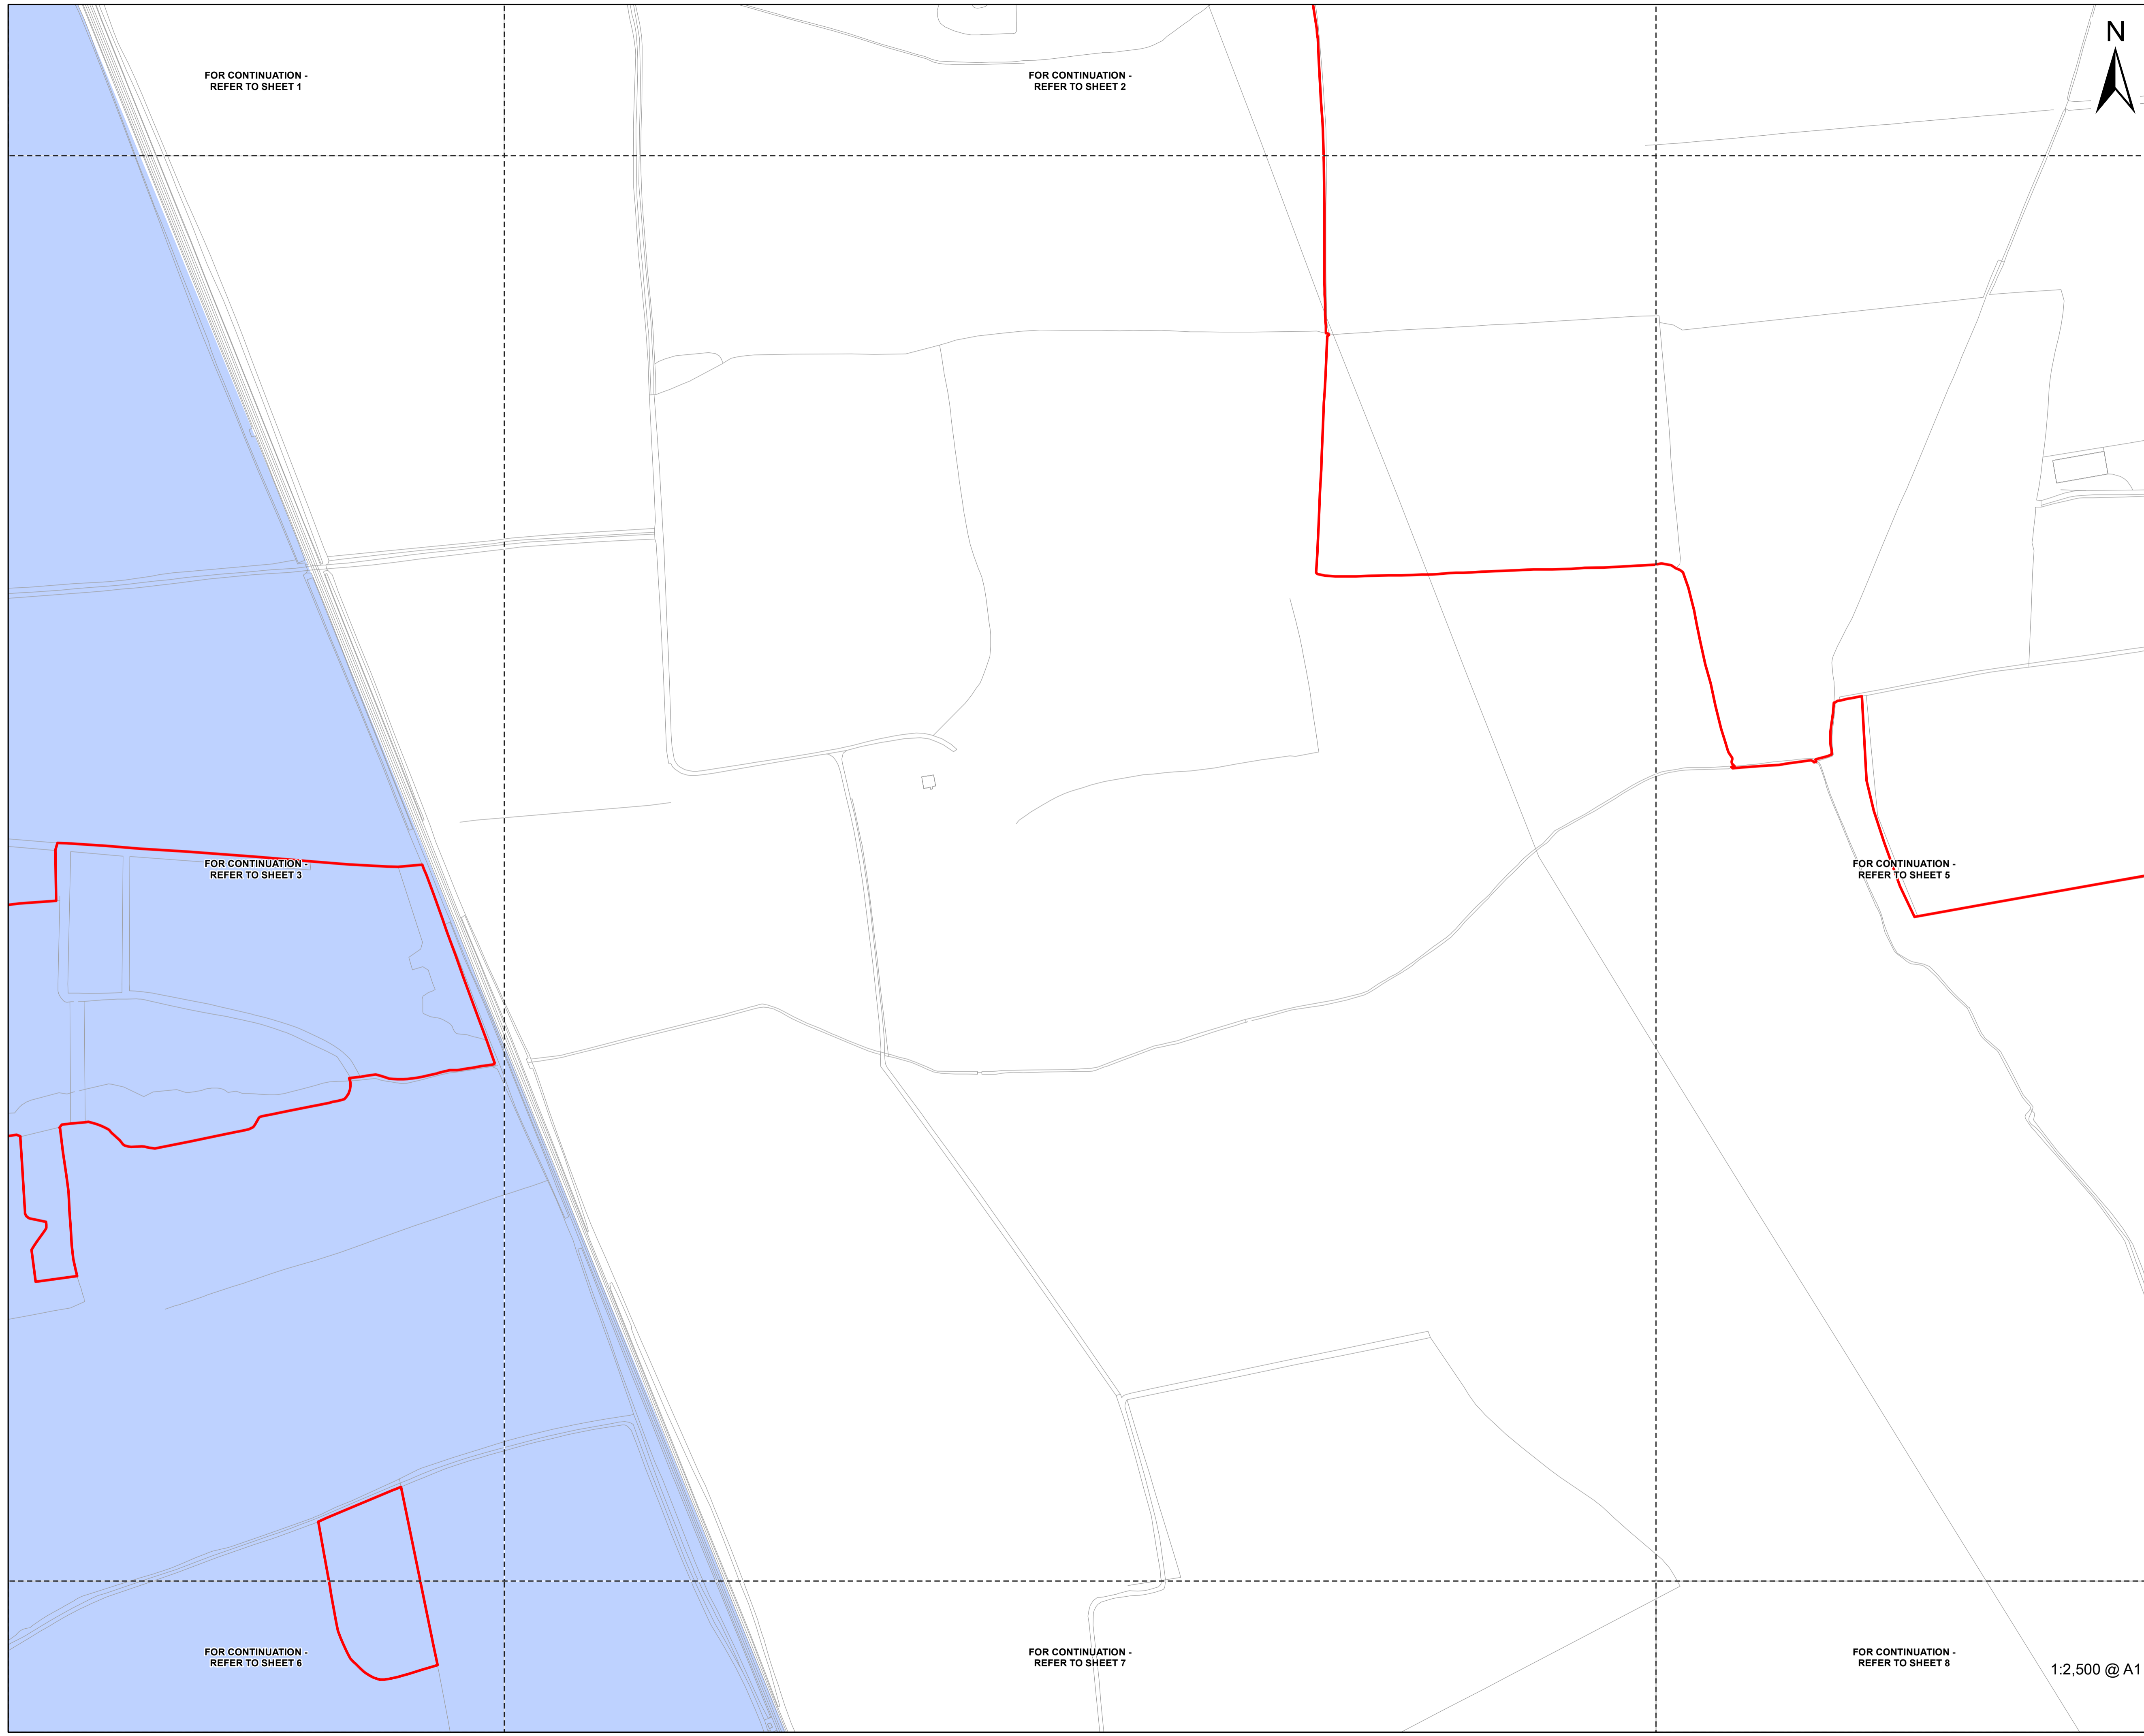 N
FOR CONTINUATION -
REFER TO SHEET 1
FOR CONTINUATION -
REFER TO SHEET 2
FOR CONTINUATION -
REFER TO SHEET 3
FOR CONTINUATION -
REFER TO SHEET 5
FOR CONTINUATION -
REFER TO SHEET 6
FOR CONTINUATION -
REFER TO SHEET 7
FOR CONTINUATION -
REFER TO SHEET 8
1:2,500 @ A1